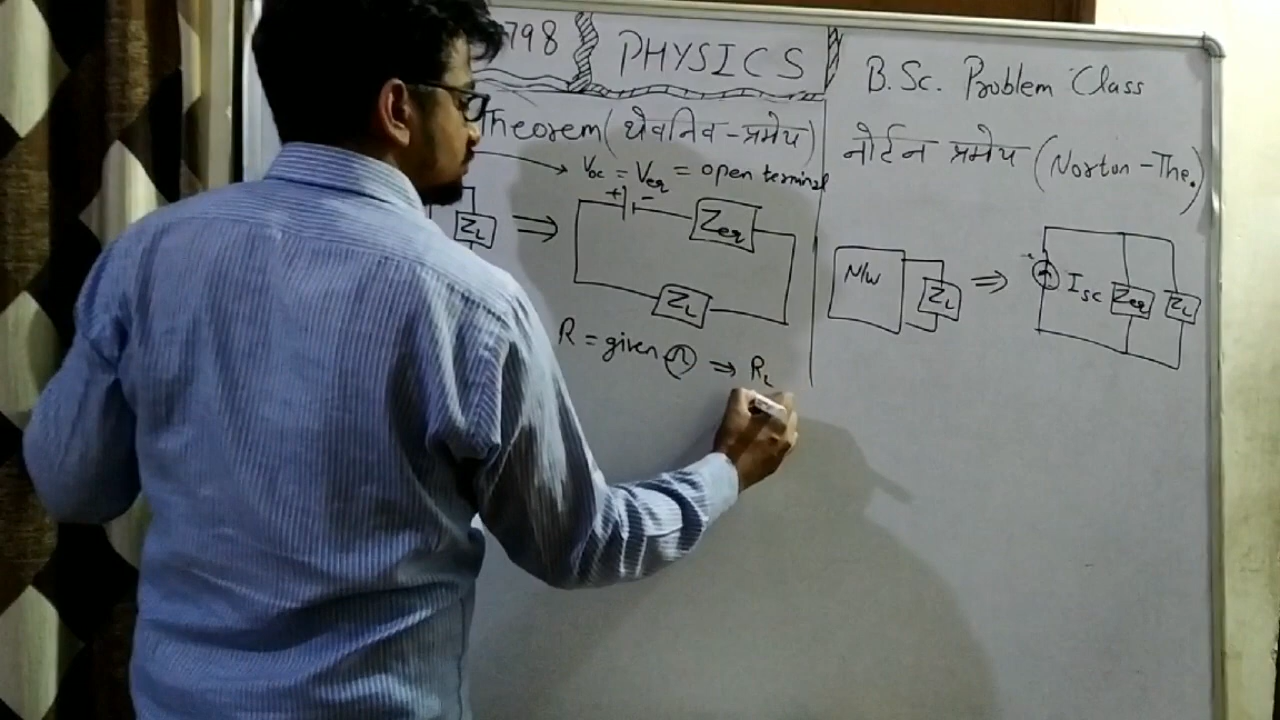 798 PHYSICS
B.Sc. Problem Class
Theorem (थेवनिव-प्रमेय)
नोर्टन प्रमेय (Norton-The.)
Voc = Veq = open terminal
+ -
ZL ⇒ Zeq
ZL
R = given Ω ⇒ RL
N/W ZL ⇒ Isc Zeq ZL